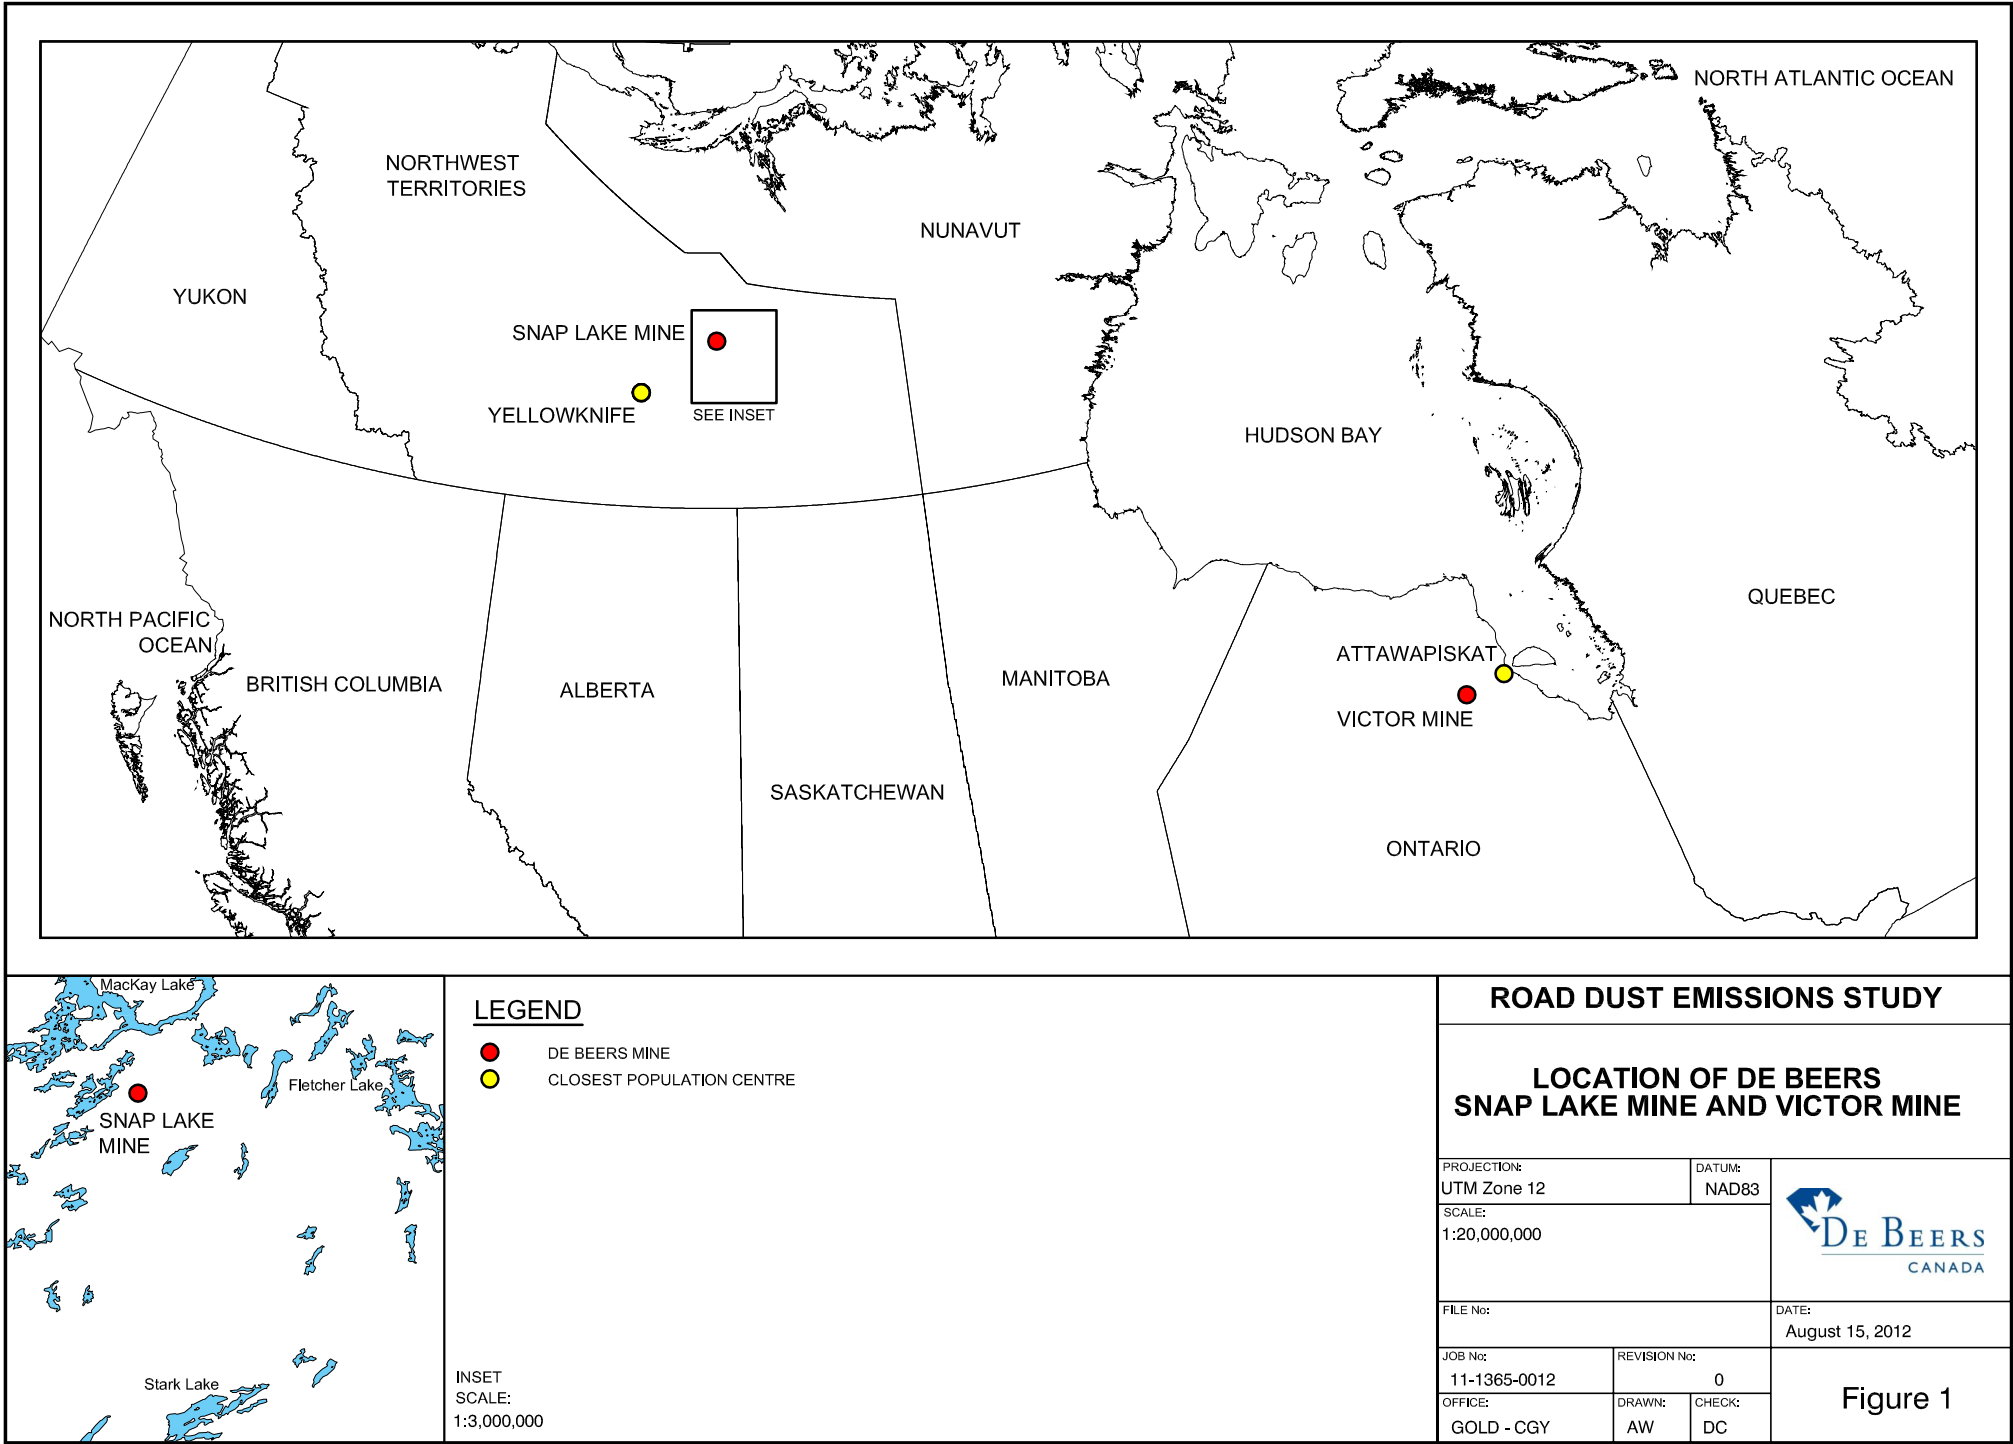 NORTH ATLANTIC OCEAN
NORTHWEST
TERRITORIES
NUNAVUT
YUKON
SNAP LAKE MINE
YELLOWKNIFE
SEE INSET
HUDSON BAY
QUEBEC
NORTH PACIFIC
OCEAN
BRITISH COLUMBIA
ALBERTA
MANITOBA
ATTAWAPISKAT
VICTOR MINE
SASKATCHEWAN
ONTARIO
MacKay Lake
Fletcher Lake
SNAP LAKE
MINE
Stark Lake
LEGEND
DE BEERS MINE
CLOSEST POPULATION CENTRE
INSET
SCALE:
1:3,000,000
ROAD DUST EMISSIONS STUDY
LOCATION OF DE BEERS
SNAP LAKE MINE AND VICTOR MINE
PROJECTION:
UTM Zone 12
DATUM:
NAD83
SCALE:
1:20,000,000
DE BEERS
CANADA
FILE No:
DATE:
August 15, 2012
JOB No:
11-1365-0012
REVISION No:
0
OFFICE:
GOLD - CGY
DRAWN:
AW
CHECK:
DC
Figure 1